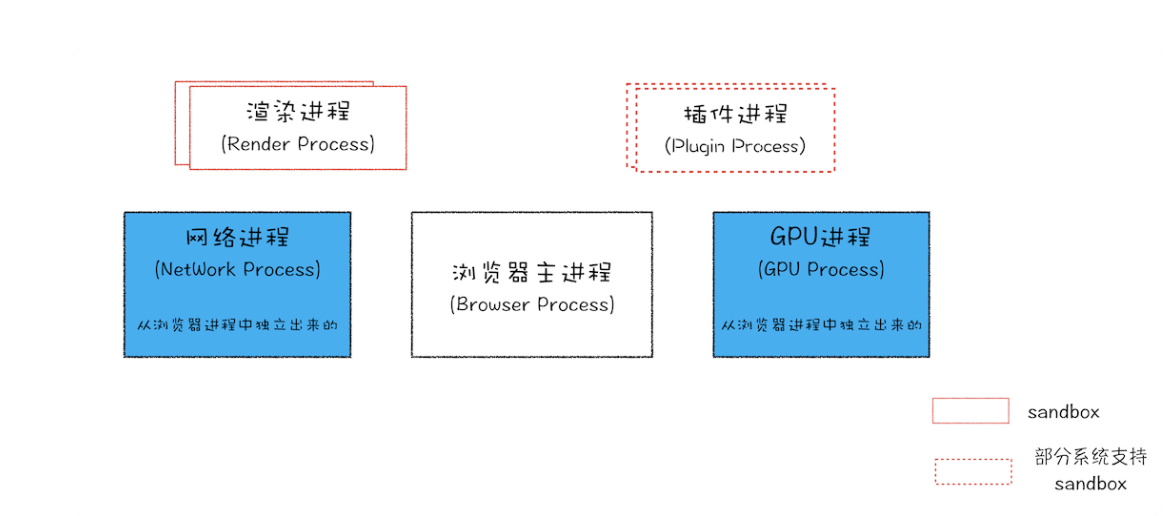 渲染进程
(Render Process)
插件进程
(Plugin Process)
网络进程
(NetWork Process)
从浏览器进程中独立出来的
浏览器主进程
(Browser Process)
GPU进程
(GPU Process)
从浏览器进程中独立出来的
sandbox
部分系统支持
sandbox